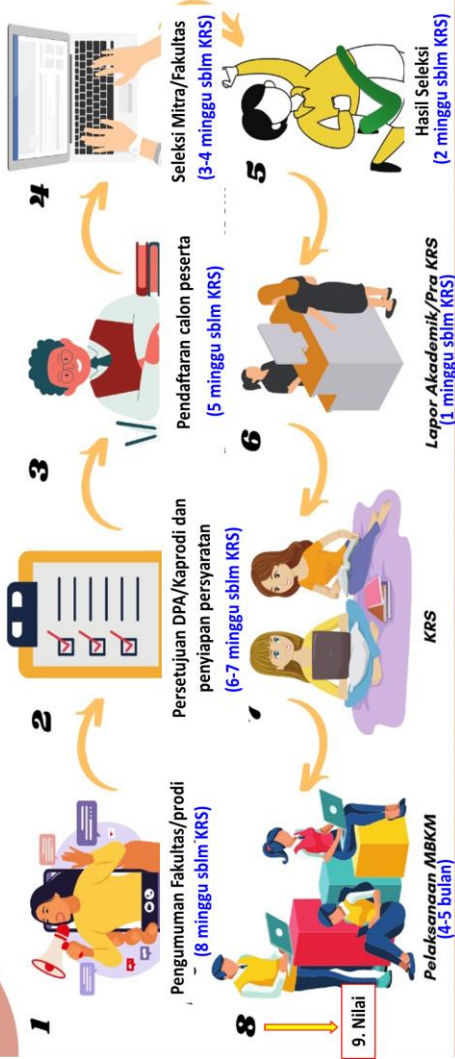 1
Pengumuman Fakultas/prodi
(8 minggu sblm KRS)
2
Persetujuan DPA/Kaprodi dan
penyiapan persyaratan
(6-7 minggu sblm KRS)
3
Pendaftaran calon peserta
(5 minggu sblm KRS)
4
Seleksi Mitra/Fakultas
(3-4 minggu sblm KRS)
5
Hasil Seleksi
(2 minggu sblm KRS)
6
Lapor Akademik/Pra KRS
(1 minggu sblm KRS)
KRS
8
Pelaksanaan MBKM
(4-5 bulan)
9. Nilai